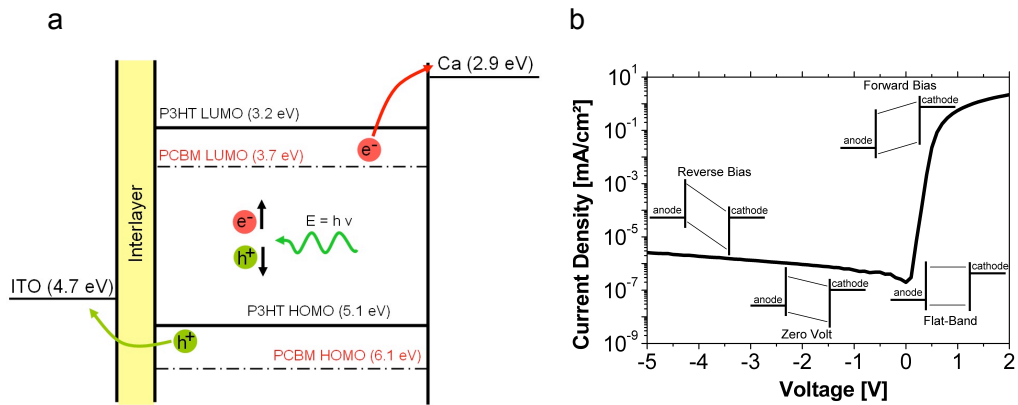 a
Ca (2.9 eV)
P3HT LUMO (3.2 eV)
e-
PCBM LUMO (3.7 eV)
Interlayer
e-
E = h ν
h+
ITO (4.7 eV)
P3HT HOMO (5.1 eV)
h+
PCBM HOMO (6.1 eV)
b
Current Density [mA/cm²]
10^1
10^-1
10^-3
10^-5
10^-7
10^-9
Forward Bias
cathode
anode
Reverse Bias
anode
cathode
cathode
anode
Zero Volt
cathode
anode
Flat-Band
-5 -4 -3 -2 -1 0 1 2
Voltage [V]